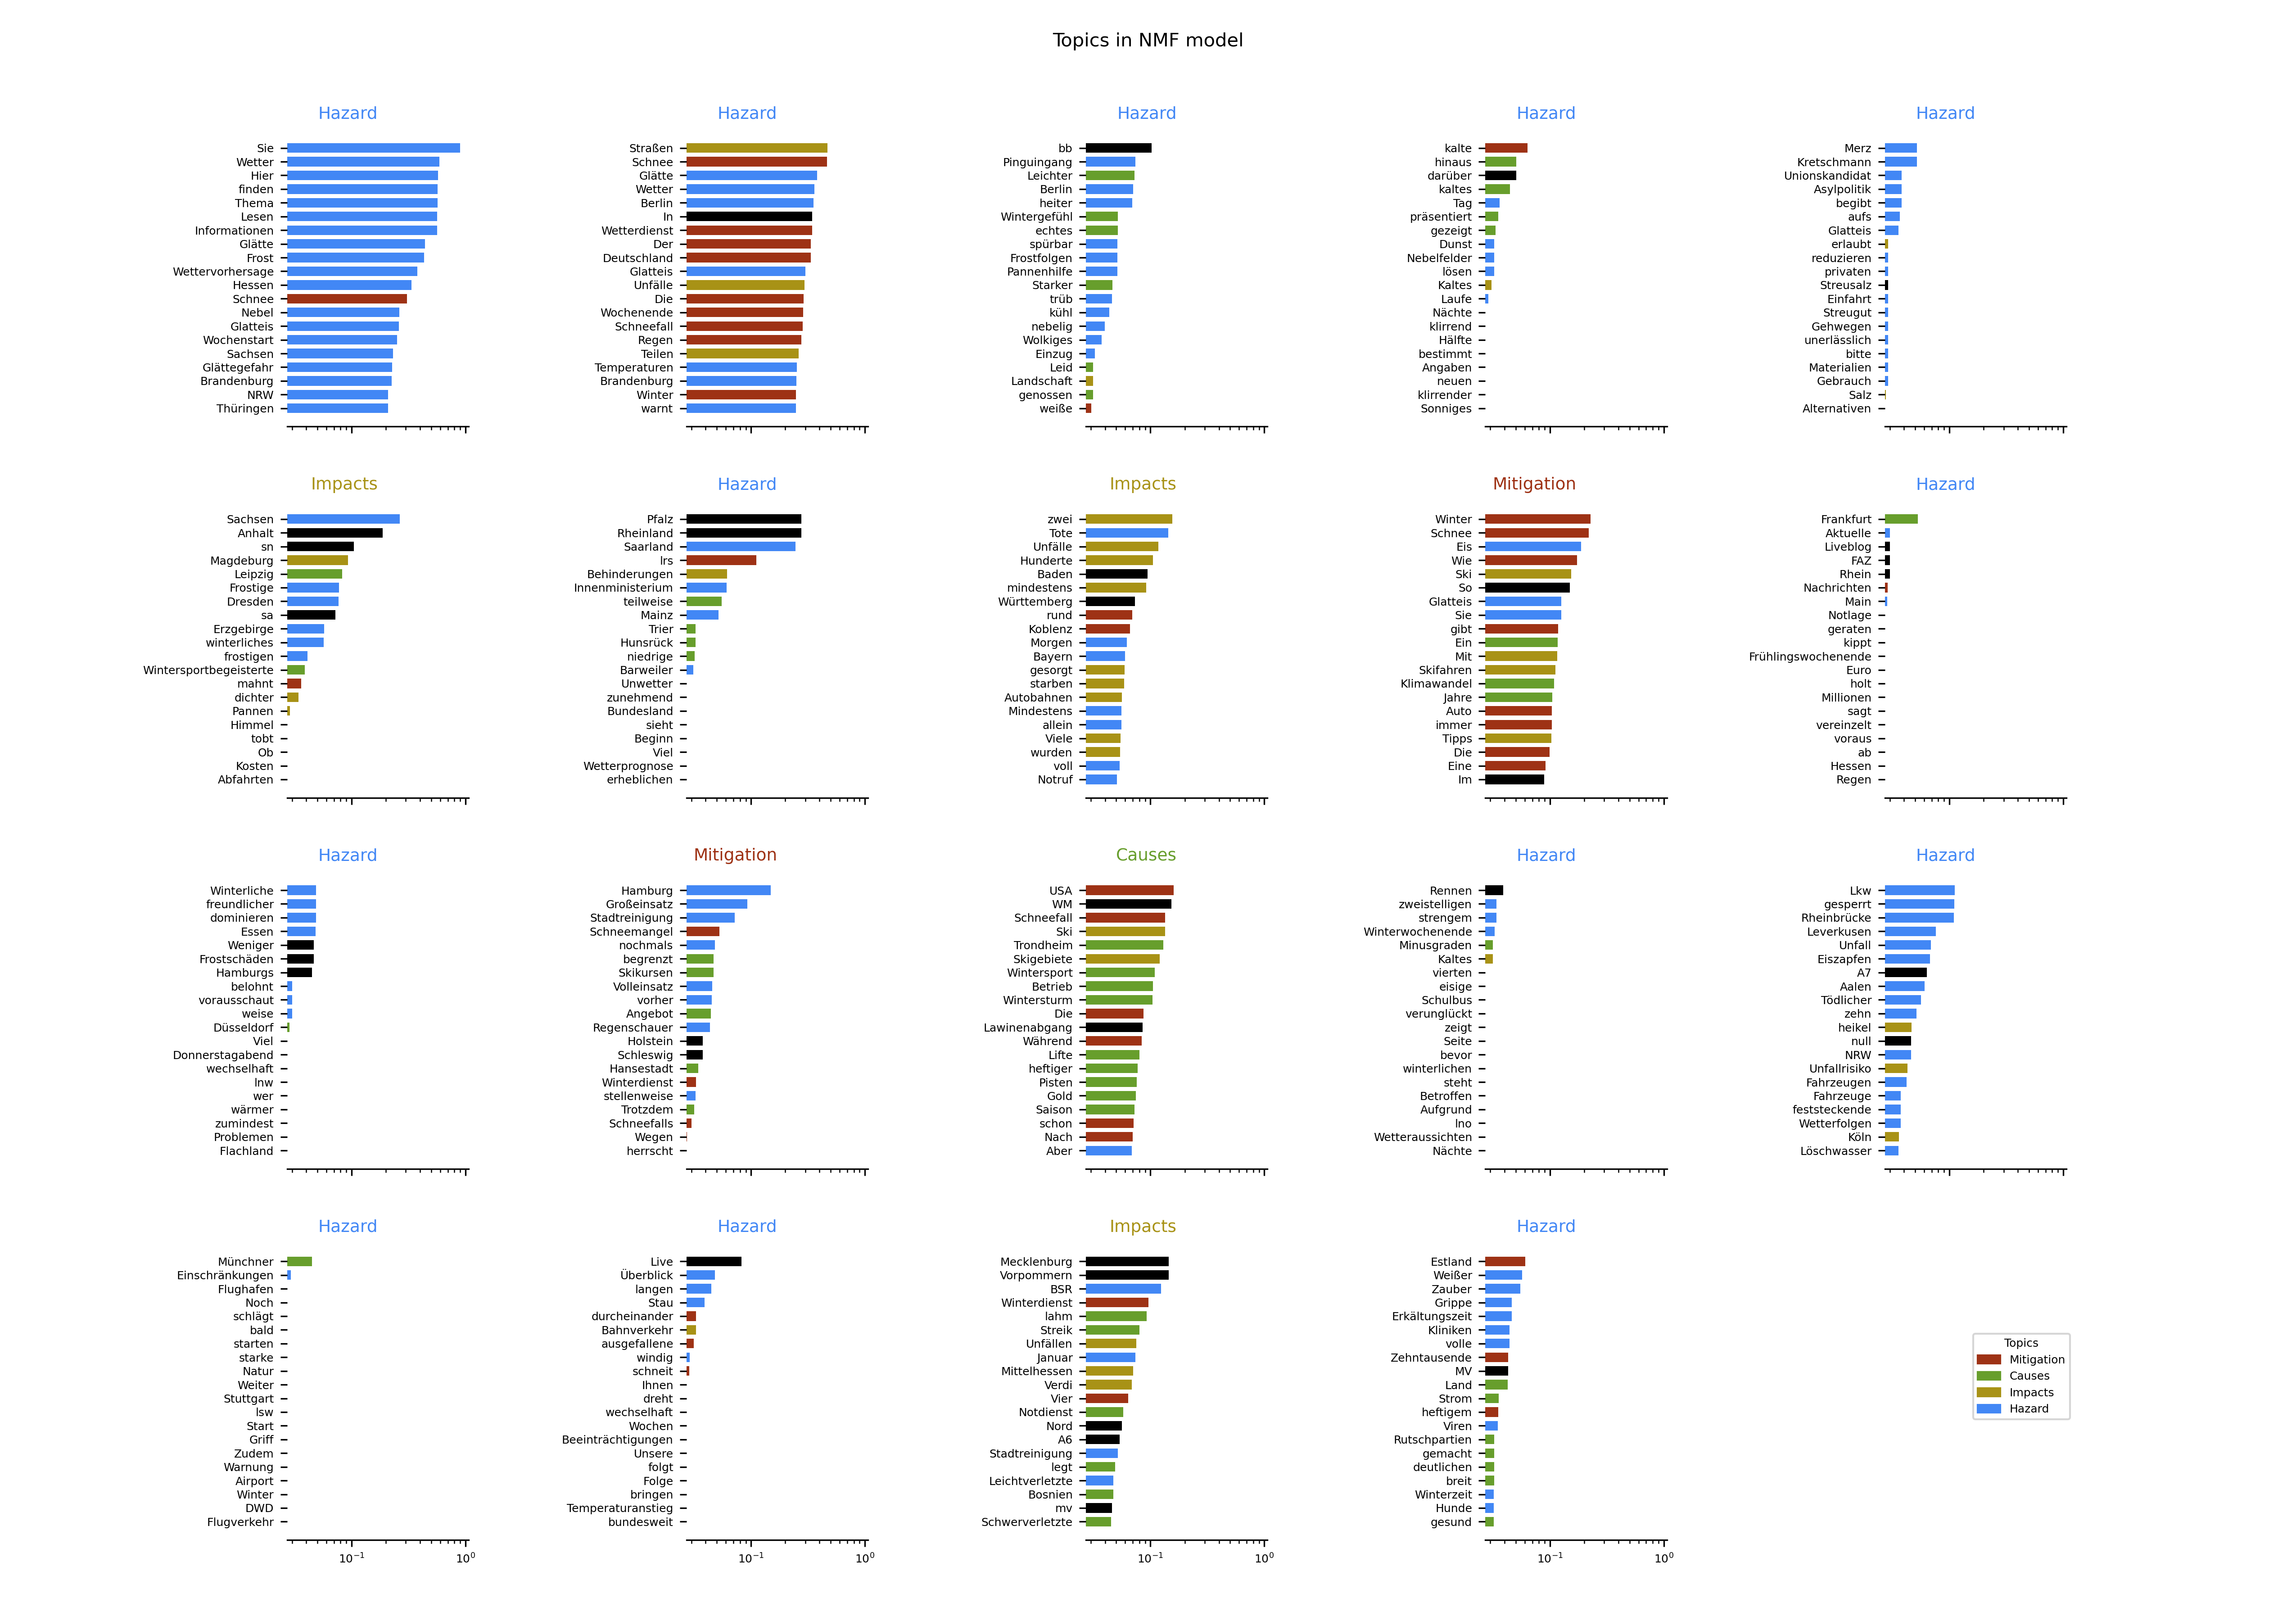 Topics in NMF model
Hazard
Sie
Wetter
Hier
finden
Thema
Lesen
Informationen
Glätte
Frost
Wettervorhersage
Hessen
Schnee
Nebel
Glatteis
Wochenstart
Sachsen
Glättegefahr
Brandenburg
NRW
Thüringen
Hazard
Straßen
Schnee
Glätte
Wetter
Berlin
In
Wetterdienst
Der
Deutschland
Glatteis
Unfälle
Die
Wochenende
Schneefall
Regen
Teilen
Temperaturen
Brandenburg
Winter
warnt
Hazard
bb
Pinguingang
Leichter
Berlin
heiter
Wintergefühl
echtes
spürbar
Frostfolgen
Pannenhilfe
Starker
trüb
kühl
nebelig
Wolkiges
Einzug
Leid
Landschaft
genossen
weiße
Hazard
kalte
hinaus
darüber
kaltes
Tag
präsentiert
gezeigt
Dunst
Nebelfelder
lösen
Kaltes
Laufe
Nächte
klirrend
Hälfte
bestimmt
Angaben
neuen
klirrender
Sonniges
Hazard
Merz
Kretschmann
Unionskandidat
Asylpolitik
begibt
aufs
Glatteis
erlaubt
reduzieren
privaten
Streusalz
Einfahrt
Streugut
Gehwegen
unerlässlich
bitte
Materialien
Gebrauch
Salz
Alternativen
Impacts
Sachsen
Anhalt
sn
Magdeburg
Leipzig
Frostige
Dresden
sa
Erzgebirge
winterliches
frostigen
Wintersportbegeisterte
mahnt
dichter
Pannen
Himmel
tobt
Ob
Kosten
Abfahrten
Hazard
Pfalz
Rheinland
Saarland
lrs
Behinderungen
Innenministerium
teilweise
Mainz
Trier
Hunsrück
niedrige
Barweiler
Unwetter
zunehmend
Bundesland
sieht
Beginn
Viel
Wetterprognose
erheblichen
Impacts
zwei
Tote
Unfälle
Hunderte
Baden
mindestens
Württemberg
rund
Koblenz
Morgen
Bayern
gesorgt
starben
Autobahnen
Mindestens
allein
Viele
wurden
voll
Notruf
Mitigation
Winter
Schnee
Eis
Wie
Ski
So
Glatteis
Sie
gibt
Ein
Mit
Skifahren
Klimawandel
Jahre
Auto
immer
Tipps
Die
Eine
Im
Hazard
Frankfurt
Aktuelle
Liveblog
FAZ
Rhein
Nachrichten
Main
Notlage
geraten
kippt
Frühlingswochenende
Euro
holt
Millionen
sagt
vereinzelt
voraus
ab
Hessen
Regen
Hazard
Winterliche
freundlicher
dominieren
Essen
Weniger
Frostschäden
Hamburgs
belohnt
vorausschaut
weise
Düsseldorf
Viel
Donnerstagabend
wechselhaft
lnw
wer
wärmer
zumindest
Problemen
Flachland
Mitigation
Hamburg
Großeinsatz
Stadtreinigung
Schneemangel
nochmals
begrenzt
Skikursen
Volleinsatz
vorher
Angebot
Regenschauer
Holstein
Schleswig
Hansestadt
Winterdienst
stellenweise
Trotzdem
Schneefalls
Wegen
herrscht
Causes
USA
WM
Schneefall
Ski
Trondheim
Skigebiete
Wintersport
Betrieb
Wintersturm
Die
Lawinenabgang
Während
Lifte
heftiger
Pisten
Gold
Saison
schon
Nach
Aber
Hazard
Rennen
zweistelligen
strengem
Winterwochenende
Minusgraden
Kaltes
vierten
eisige
Schulbus
verunglückt
zeigt
Seite
bevor
winterlichen
steht
Betroffen
Aufgrund
lno
Wetteraussichten
Nächte
Hazard
Lkw
gesperrt
Rheinbrücke
Leverkusen
Unfall
Eiszapfen
A7
Aalen
Tödlicher
zehn
heikel
null
NRW
Unfallrisiko
Fahrzeugen
Fahrzeuge
feststeckende
Wetterfolgen
Köln
Löschwasser
Hazard
Münchner
Einschränkungen
Flughafen
Noch
schlägt
bald
starten
starke
Natur
Weiter
Stuttgart
lsw
Start
Griff
Zudem
Warnung
Airport
Winter
DWD
Flugverkehr
10⁻¹ 10⁰
Hazard
Live
Überblick
langen
Stau
durcheinander
Bahnverkehr
ausgefallene
windig
schneit
Ihnen
dreht
wechselhaft
Wochen
Beeinträchtigungen
Unsere
folgt
Folge
bringen
Temperaturanstieg
bundesweit
10⁻¹ 10⁰
Impacts
Mecklenburg
Vorpommern
BSR
Winterdienst
lahm
Streik
Unfällen
Januar
Mittelhessen
Verdi
Vier
Notdienst
Nord
A6
Stadtreinigung
legt
Leichtverletzte
Bosnien
mv
Schwerverletzte
10⁻¹ 10⁰
Hazard
Estland
Weißer
Zauber
Grippe
Erkältungszeit
Kliniken
volle
Zehntausende
MV
Land
Strom
heftigem
Viren
Rutschpartien
gemacht
deutlichen
breit
Winterzeit
Hunde
gesund
10⁻¹ 10⁰
Topics
Mitigation
Causes
Impacts
Hazard